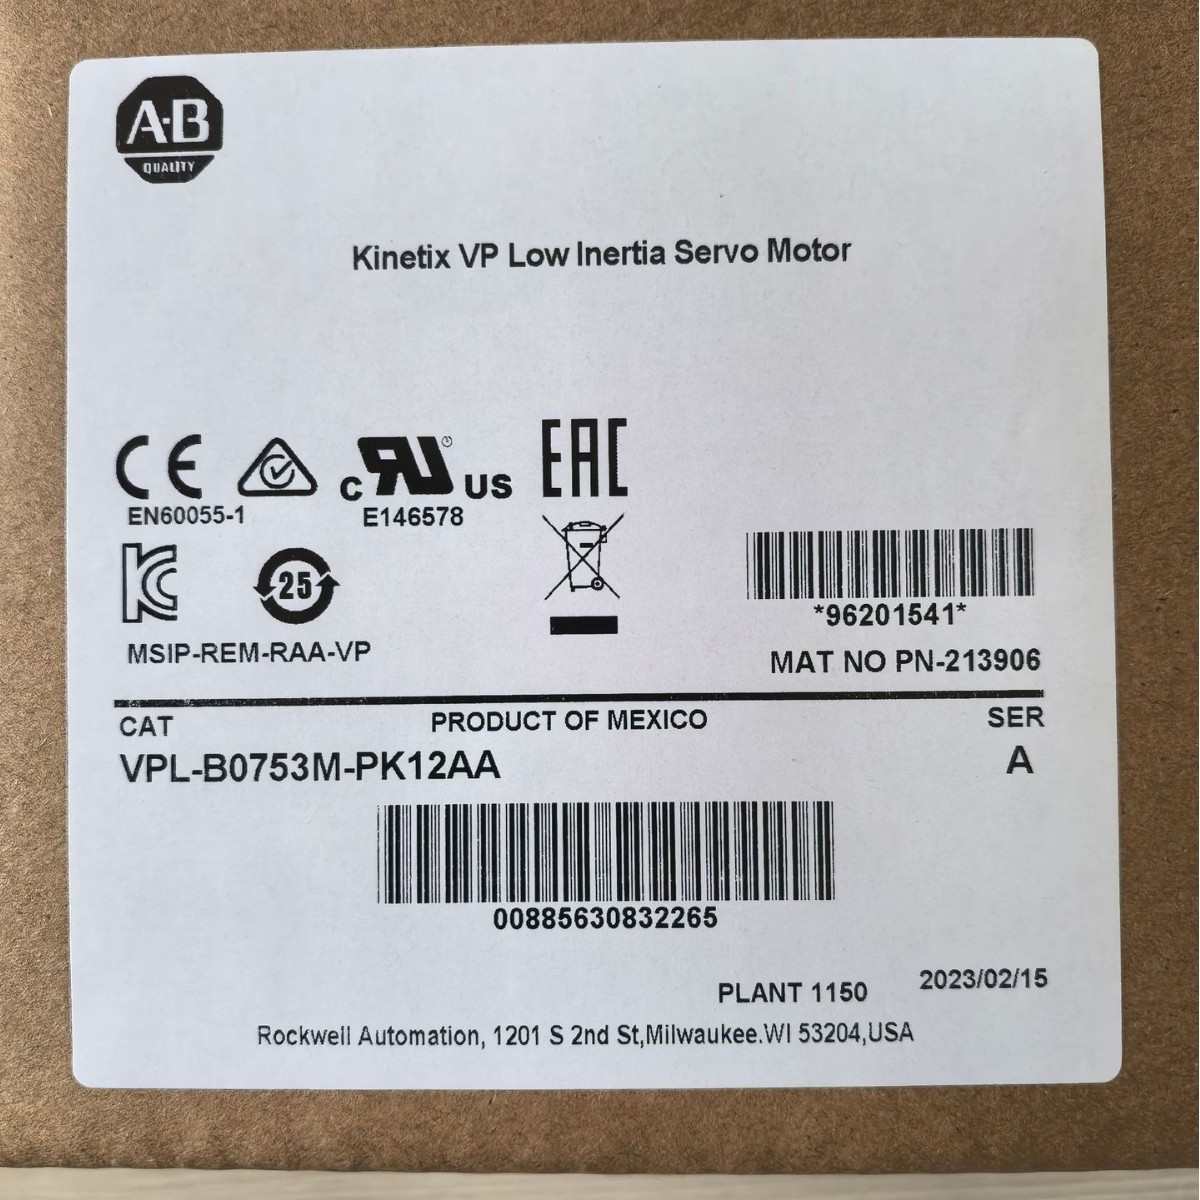 A-B
QUALITY
Kinetix VP Low Inertia Servo Motor
CE
EN60055-1
c RU US
E146578
EAC
KC
25
MSIP-REM-RAA-VP
*96201541*
MAT NO PN-213906
CAT
PRODUCT OF MEXICO
SER
VPL-B0753M-PK12AA
A
00885630832265
PLANT 1150
2023/02/15
Rockwell Automation, 1201 S 2nd St,Milwaukee.WI 53204,USA